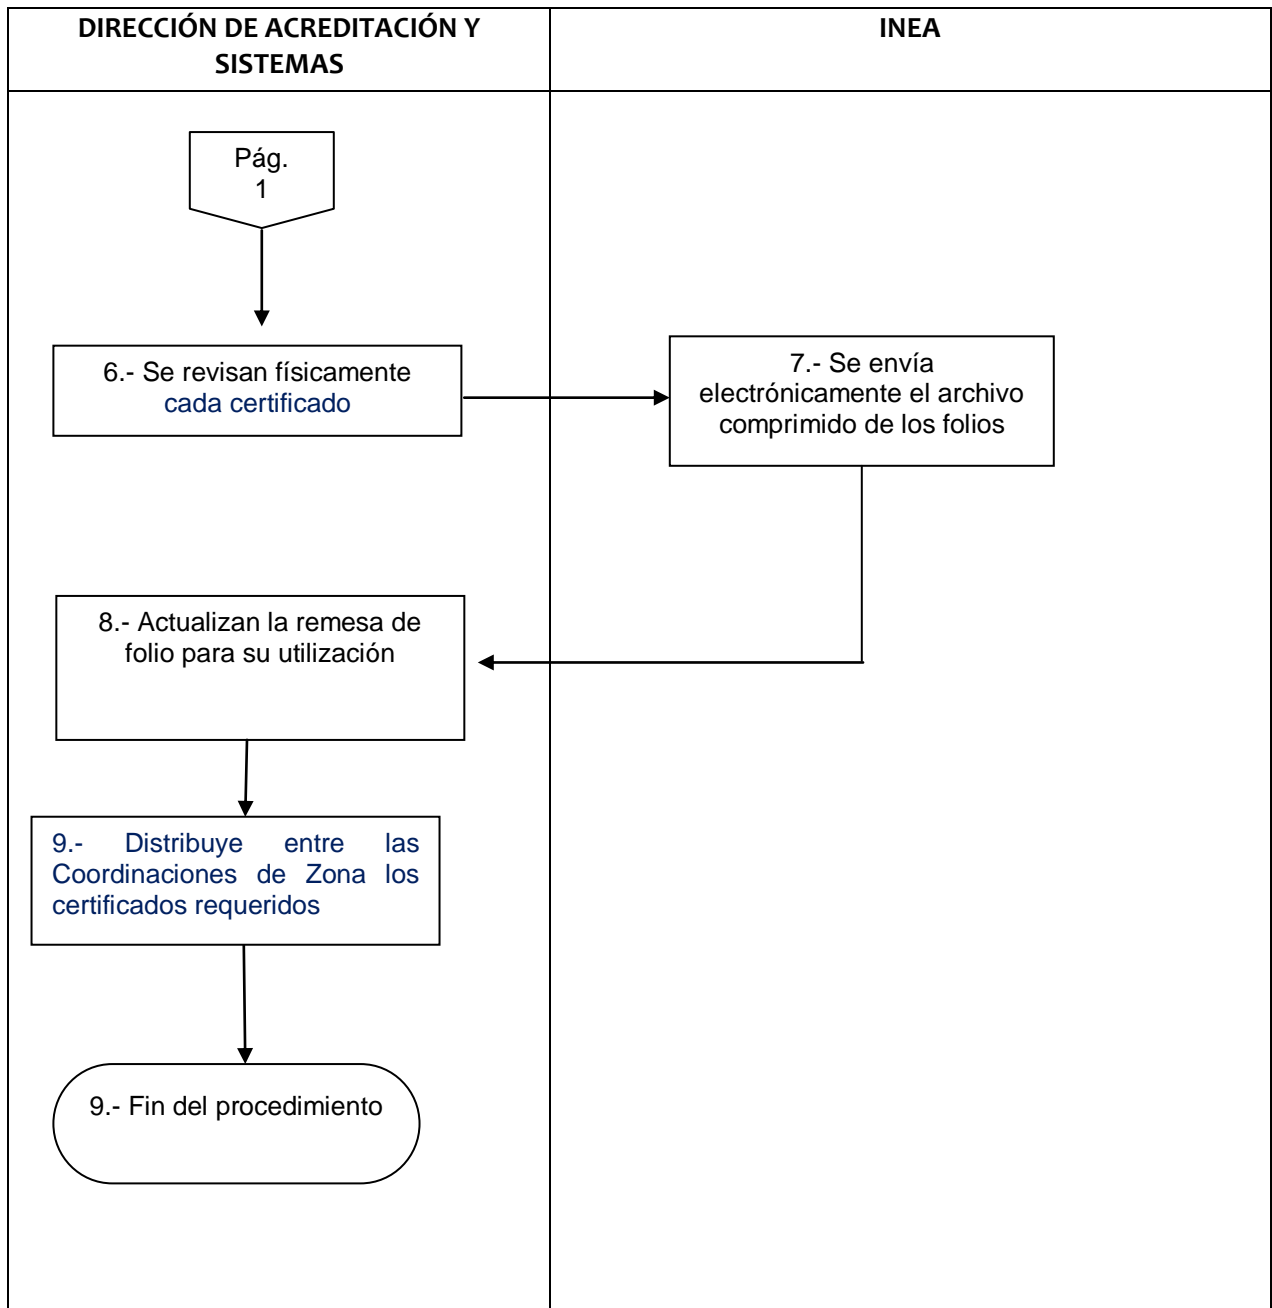 DIRECCIÓN DE ACREDITACIÓN Y
SISTEMAS
INEA
Pág.
1
6.- Se revisan físicamente
cada certificado
7.- Se envía
electrónicamente el archivo
comprimido de los folios
8.- Actualizan la remesa de
folio para su utilización
9.- Distribuye entre las
Coordinaciones de Zona los
certificados requeridos
9.- Fin del procedimiento